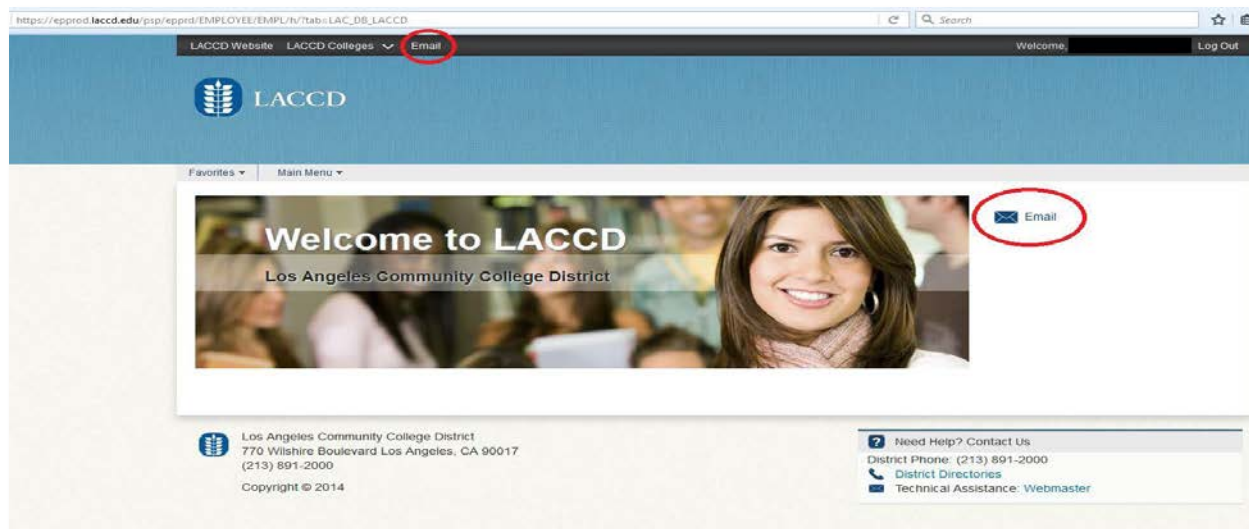 https://epprod.laccd.edu/psp/epprd/EMPLOYEE/EMPL/h/?tab=LAC_DB_LACCD
Search
LACCD Website LACCD Colleges Email Welcome, Log Out
LACCD
Favorites Main Menu
Welcome to LACCD
Los Angeles Community College District
Email
Los Angeles Community College District
770 Wilshire Boulevard Los Angeles, CA 90017
(213) 891-2000
Copyright © 2014
? Need Help? Contact Us
District Phone: (213) 891-2000
District Directories
Technical Assistance: Webmaster